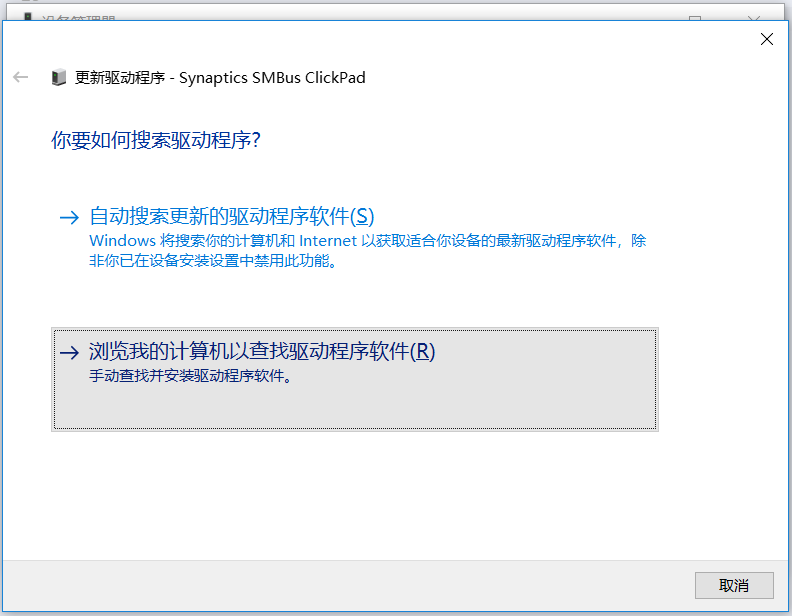 更新驱动程序 - Synaptics SMBus ClickPad
你要如何搜索驱动程序?
自动搜索更新的驱动程序软件(S)
Windows 将搜索你的计算机和 Internet 以获取适合你设备的最新驱动程序软件，除
非你已在设备安装设置中禁用此功能。
浏览我的计算机以查找驱动程序软件(R)
手动查找并安装驱动程序软件。
取消